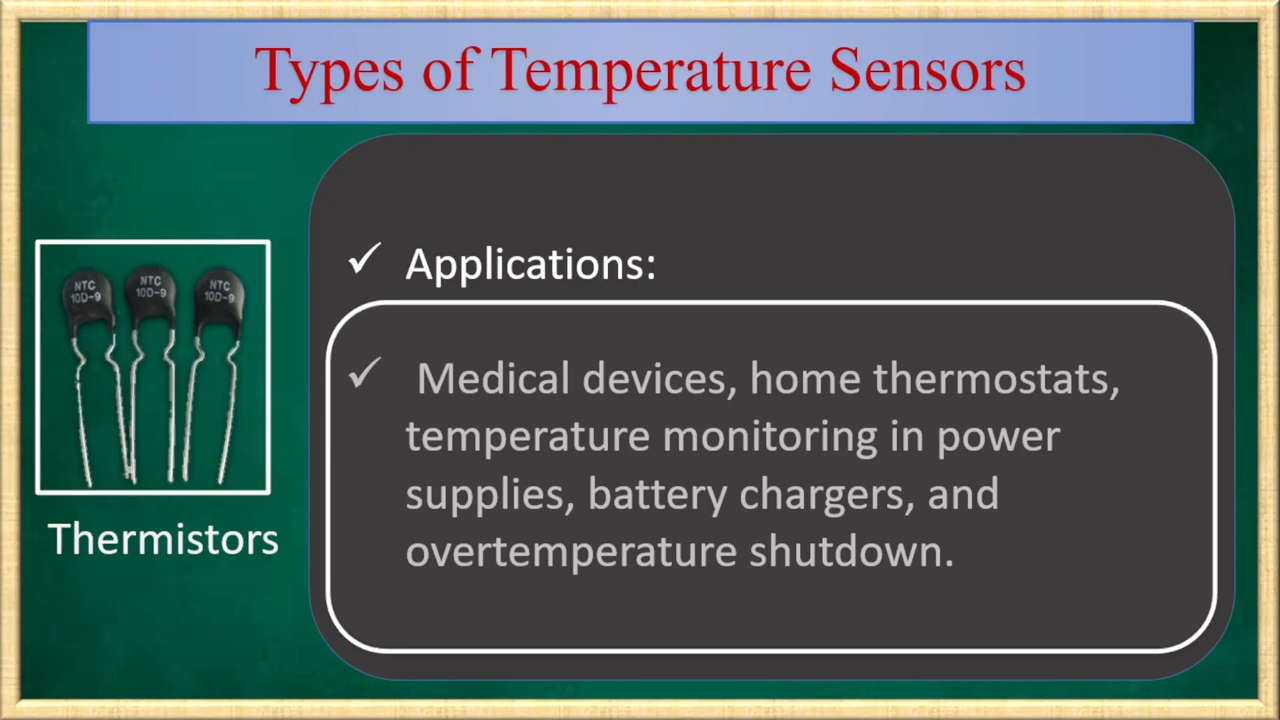 Types of Temperature Sensors
✓ Applications:
NTC
10D-9
NTC
10D-9
NTC
10D-9
✓ Medical devices, home thermostats,
temperature monitoring in power
supplies, battery chargers, and
overtemperature shutdown.
Thermistors